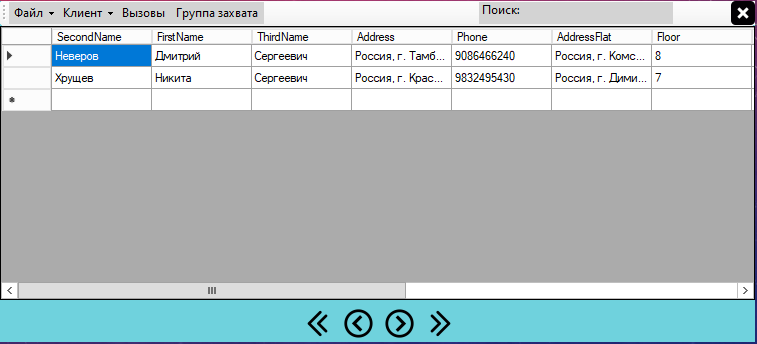 Файл Клиент Вызовы Группа захвата Поиск:
SecondName FirstName ThirdName Address Phone AddressFlat Floor
Неверов Дмитрий Сергеевич Россия, г. Тамб... 9086466240 Россия, г. Комс... 8
Хрущев Никита Сергеевич Россия, г. Крас... 9832495430 Россия, г. Дими... 7